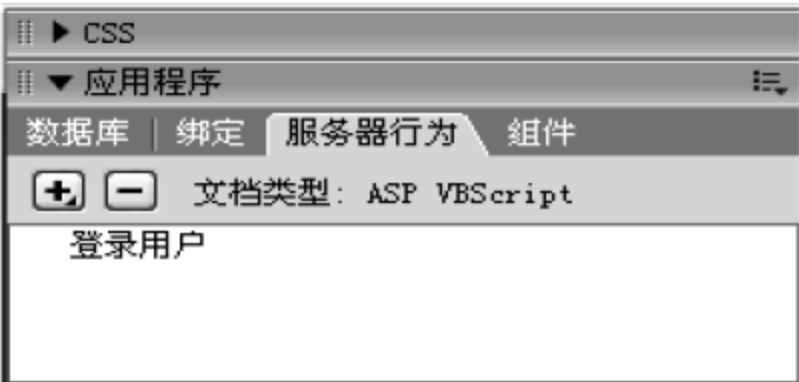 CSS
应用程序
数据库 | 绑定 服务器行为 组件
文档类型: ASP VBScript
登录用户